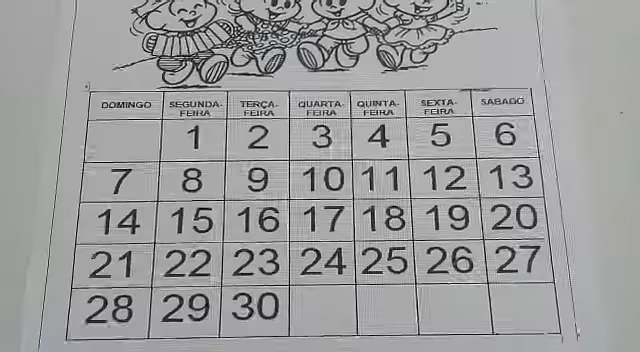 DOMINGO SEGUNDA-FEIRA TERÇA-FEIRA QUARTA-FEIRA QUINTA-FEIRA SEXTA-FEIRA SABADO
1 2 3 4 5 6
7 8 9 10 11 12 13
14 15 16 17 18 19 20
21 22 23 24 25 26 27
28 29 30